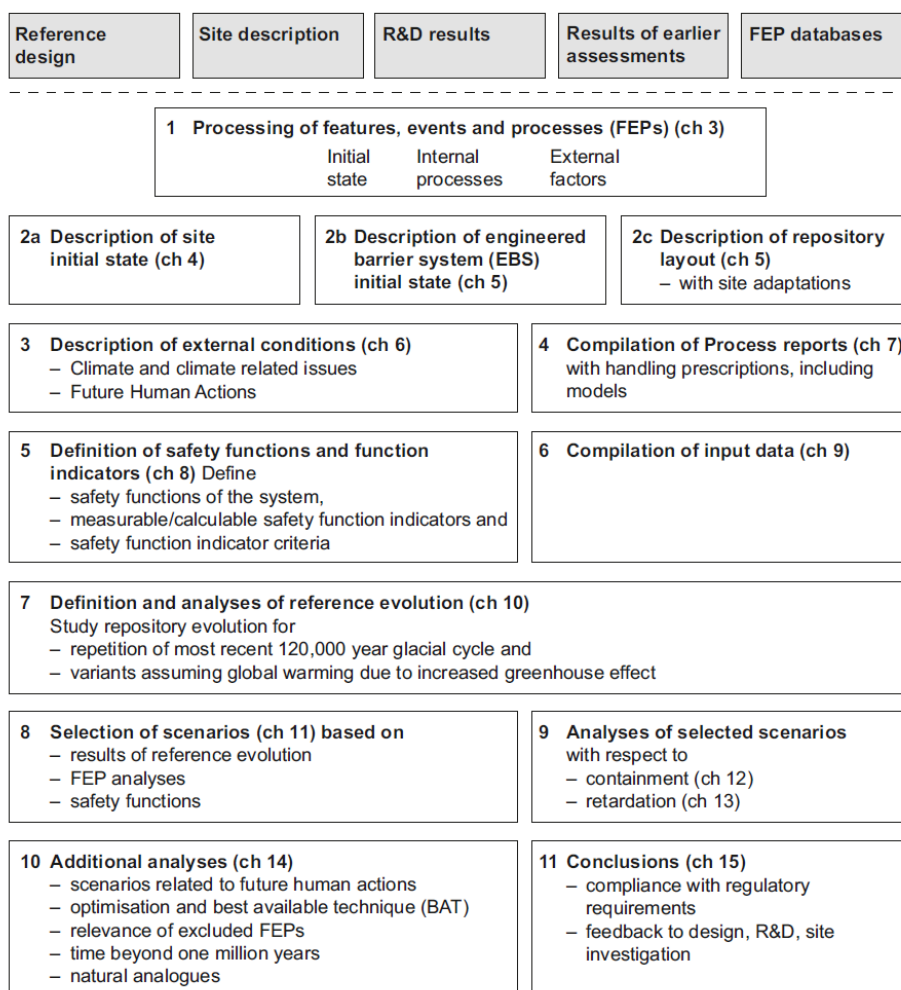 Reference
design
Site description
R&D results
Results of earlier
assessments
FEP databases
1 Processing of features, events and processes (FEPs) (ch 3)
Initial
state
Internal
processes
External
factors
2a Description of site
initial state (ch 4)
2b Description of engineered
barrier system (EBS)
initial state (ch 5)
2c Description of repository
layout (ch 5)
– with site adaptations
3 Description of external conditions (ch 6)
– Climate and climate related issues
– Future Human Actions
4 Compilation of Process reports (ch 7)
with handling prescriptions, including
models
5 Definition of safety functions and function
indicators (ch 8) Define
– safety functions of the system,
– measurable/calculable safety function indicators and
– safety function indicator criteria
6 Compilation of input data (ch 9)
7 Definition and analyses of reference evolution (ch 10)
Study repository evolution for
– repetition of most recent 120,000 year glacial cycle and
– variants assuming global warming due to increased greenhouse effect
8 Selection of scenarios (ch 11) based on
– results of reference evolution
– FEP analyses
– safety functions
9 Analyses of selected scenarios
with respect to
– containment (ch 12)
– retardation (ch 13)
10 Additional analyses (ch 14)
– scenarios related to future human actions
– optimisation and best available technique (BAT)
– relevance of excluded FEPs
– time beyond one million years
– natural analogues
11 Conclusions (ch 15)
– compliance with regulatory
requirements
– feedback to design, R&D, site
investigation